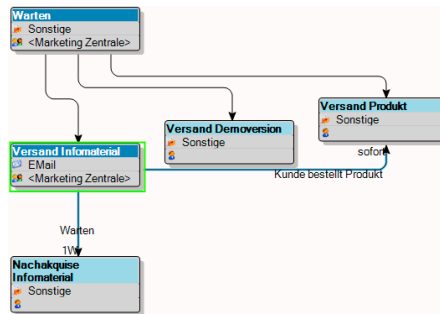 Warten
Sonstige
<Marketing Zentrale>
Versand Produkt
Sonstige
Versand Demoversion
Sonstige
Versand Infomaterial
EMail
<Marketing Zentrale>
sofort
Kunde bestellt Produkt
Warten
1W
Nachakquise
Infomaterial
Sonstige